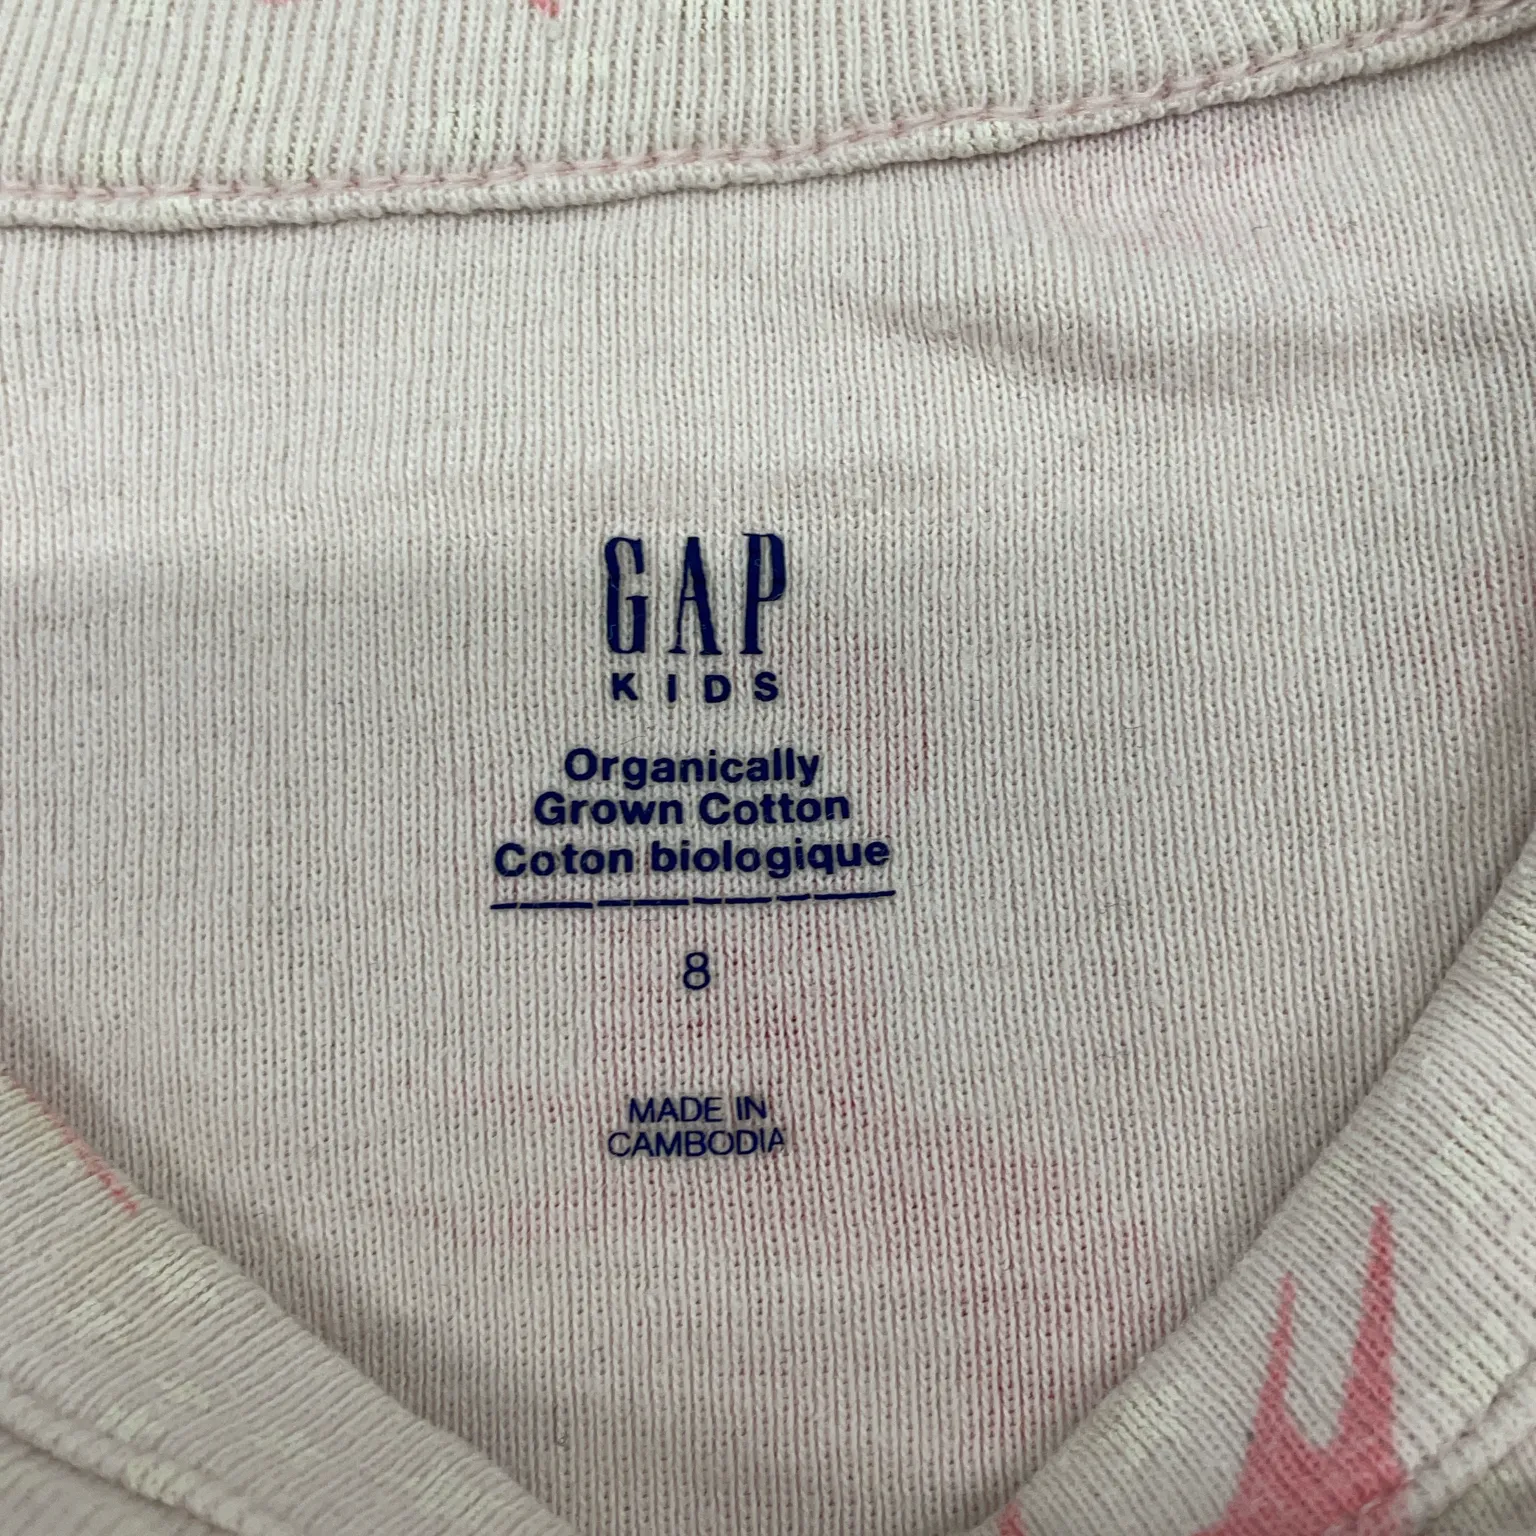 GAP
KIDS
Organically
Grown Cotton
Coton biologique
8
MADE IN
CAMBODIA